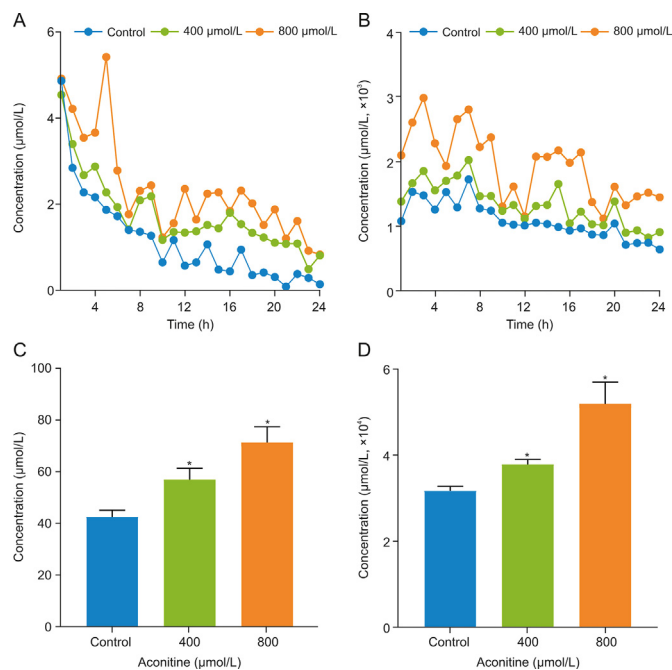 A
Control 400 μmol/L 800 μmol/L
Concentration (μmol/L)
6
4
2
0
4 8 12 16 20 24
Time (h)
B
Control 400 μmol/L 800 μmol/L
Concentration (μmol/L, ×10³)
4
3
2
1
0
4 8 12 16 20 24
Time (h)
C
Concentration (μmol/L)
100
80
60
40
20
0
* *
Control 400 800
Aconitine (μmol/L)
D
Concentration (μmol/L, ×10⁴)
6
4
2
0
* *
Control 400 800
Aconitine (μmol/L)